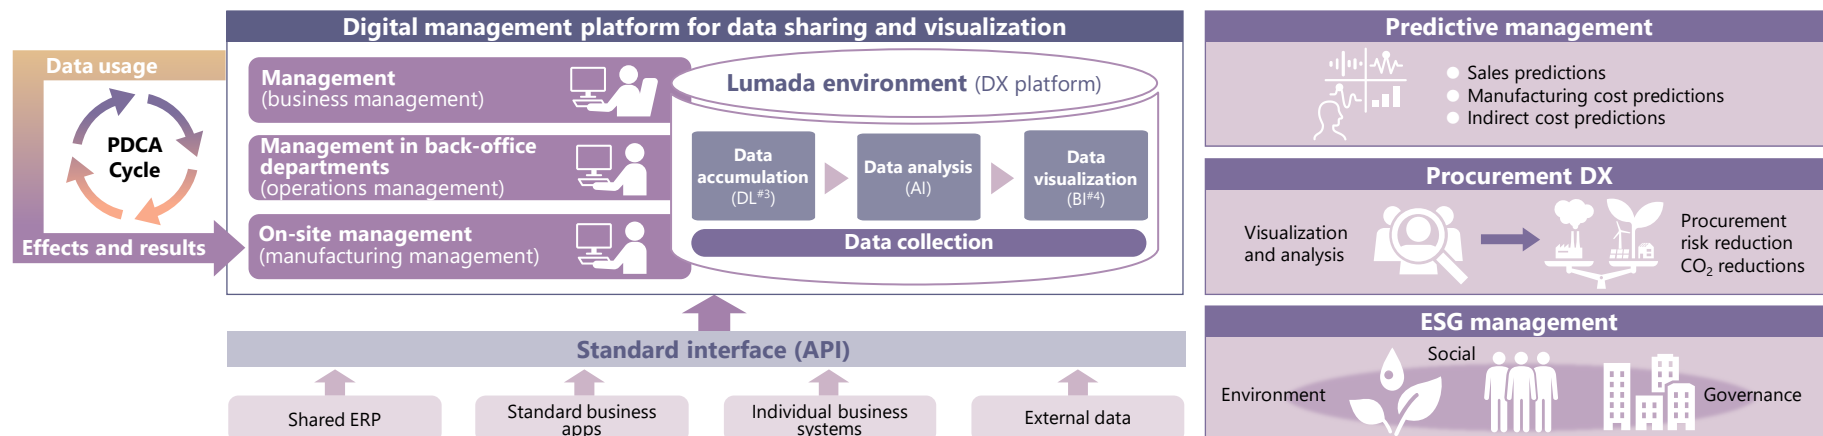 Digital management platform for data sharing and visualization
Data usage
PDCA
Cycle
Effects and results
Management
(business management)
Management in back-office
departments
(operations management)
On-site management
(manufacturing management)
Lumada environment (DX platform)
Data
accumulation
(DL#3)
Data analysis
(AI)
Data
visualization
(BI#4)
Data collection
Standard interface (API)
Shared ERP
Standard business
apps
Individual business
systems
External data
Predictive management
Sales predictions
Manufacturing cost predictions
Indirect cost predictions
Procurement DX
Visualization
and analysis
Procurement
risk reduction
CO2 reductions
ESG management
Environment
Social
Governance